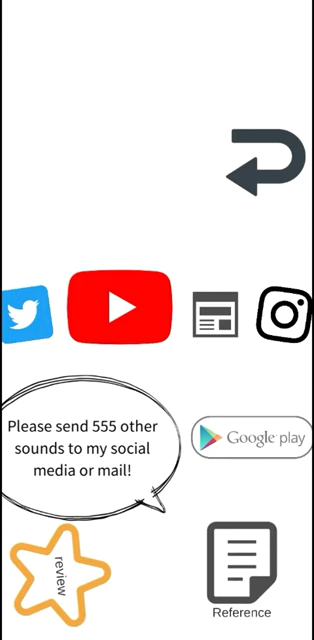 Please send 555 other
sounds to my social
media or mail!
Google play
review
Reference